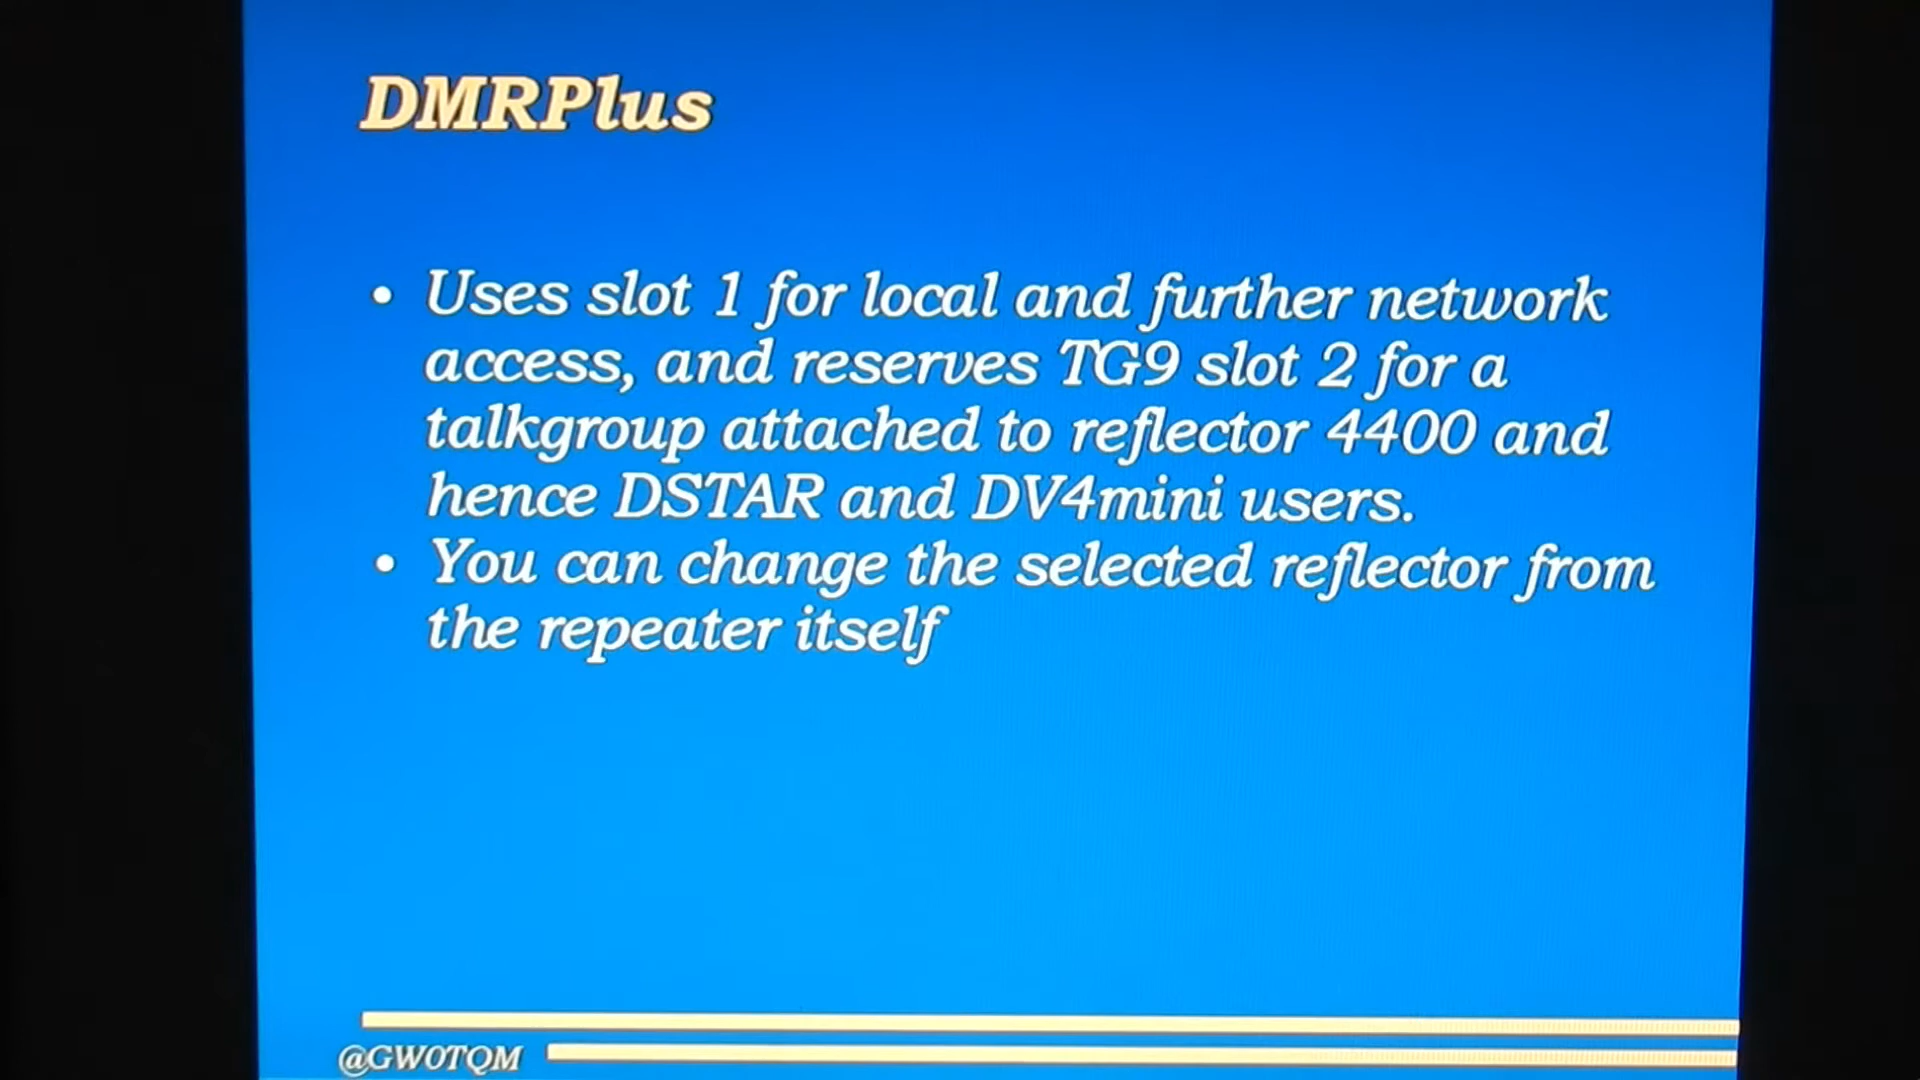 DMRPlus
• Uses slot 1 for local and further network
access, and reserves TG9 slot 2 for a
talkgroup attached to reflector 4400 and
hence DSTAR and DV4mini users.
• You can change the selected reflector from
the repeater itself
@GW0TQM